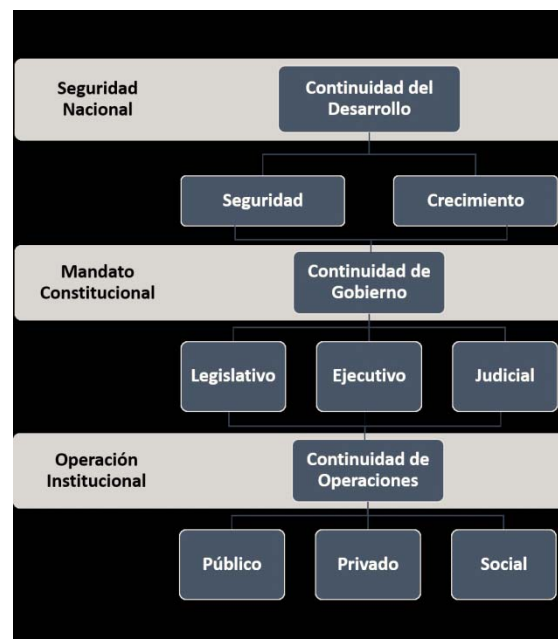 Seguridad
Nacional
Continuidad del
Desarrollo
Seguridad
Crecimiento
Mandato
Constitucional
Continuidad de
Gobierno
Legislativo
Ejecutivo
Judicial
Operación
Institucional
Continuidad de
Operaciones
Público
Privado
Social